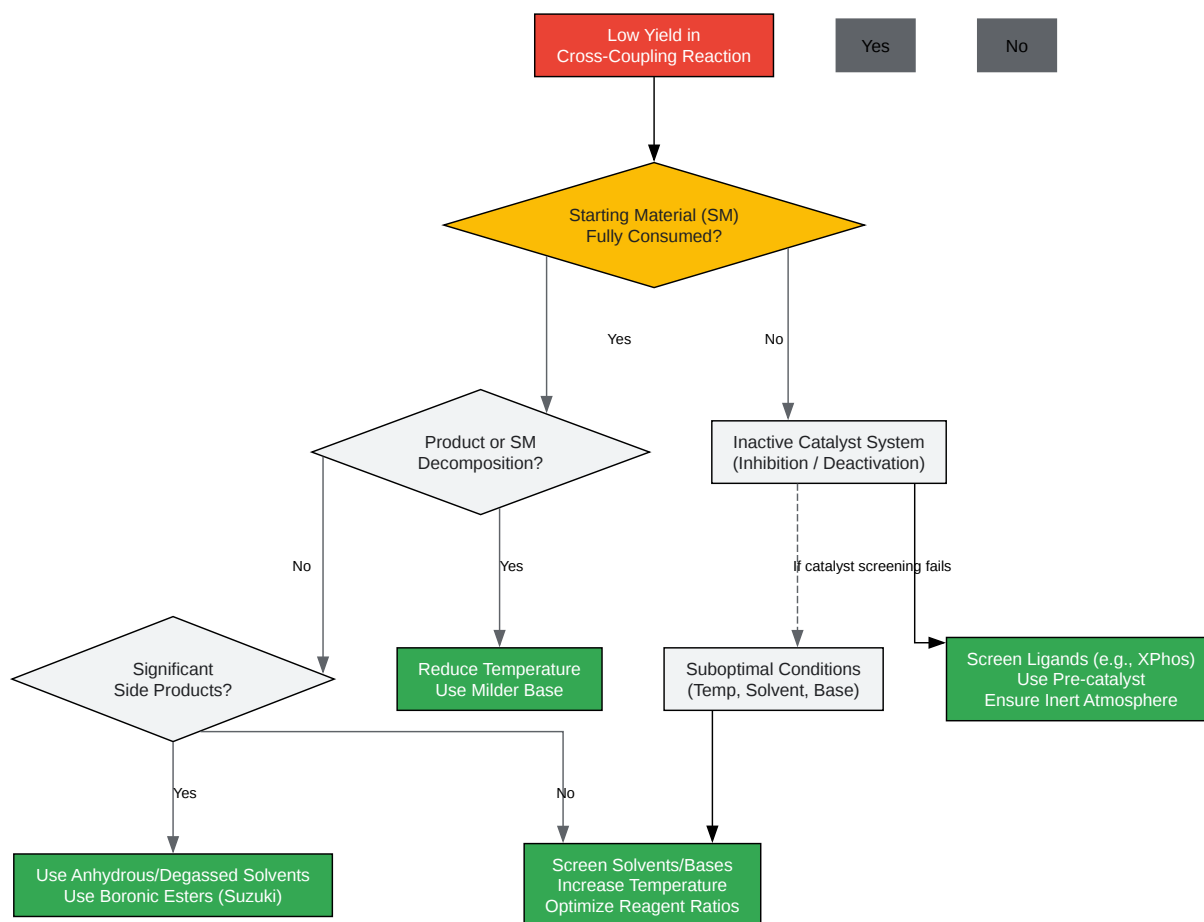 Low Yield in
Cross-Coupling Reaction
Yes
No
Starting Material (SM)
Fully Consumed?
Yes
No
Product or SM
Decomposition?
Inactive Catalyst System
(Inhibition / Deactivation)
No
Yes
If catalyst screening fails
Significant
Side Products?
Reduce Temperature
Use Milder Base
Suboptimal Conditions
(Temp, Solvent, Base)
Screen Ligands (e.g., XPhos)
Use Pre-catalyst
Ensure Inert Atmosphere
Yes
No
Use Anhydrous/Degassed Solvents
Use Boronic Esters (Suzuki)
Screen Solvents/Bases
Increase Temperature
Optimize Reagent Ratios